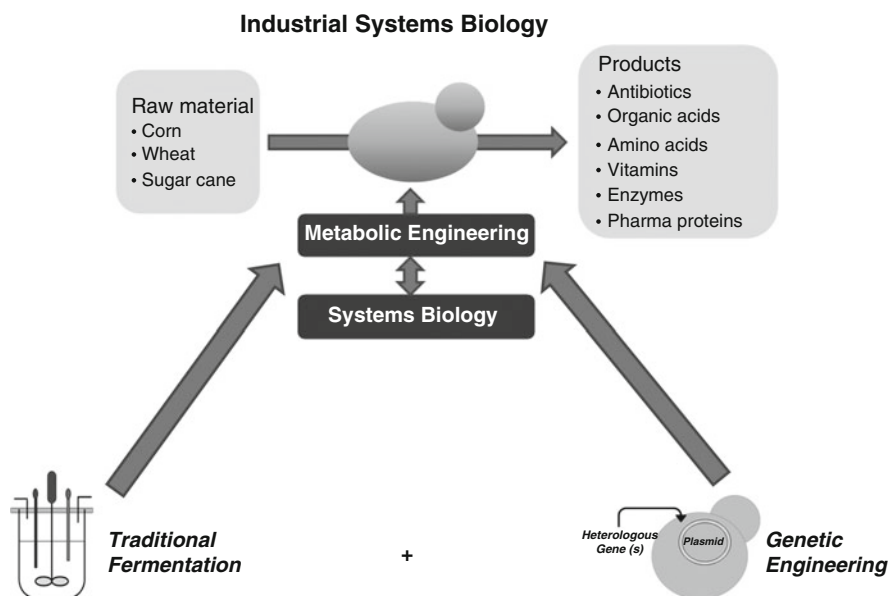 Industrial Systems Biology
Raw material
• Corn
• Wheat
• Sugar cane
Products
• Antibiotics
• Organic acids
• Amino acids
• Vitamins
• Enzymes
• Pharma proteins
Metabolic Engineering
Systems Biology
Traditional
Fermentation
+
Heterologous
Gene (s)
Plasmid
Genetic
Engineering